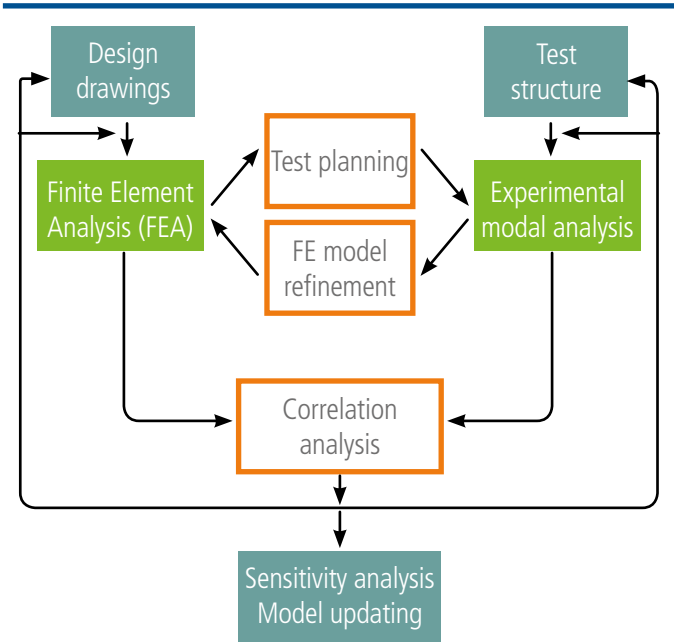 Design
drawings
Test
structure
Test planning
Finite Element
Analysis (FEA)
Experimental
modal analysis
FE model
refinement
Correlation
analysis
Sensitivity analysis
Model updating